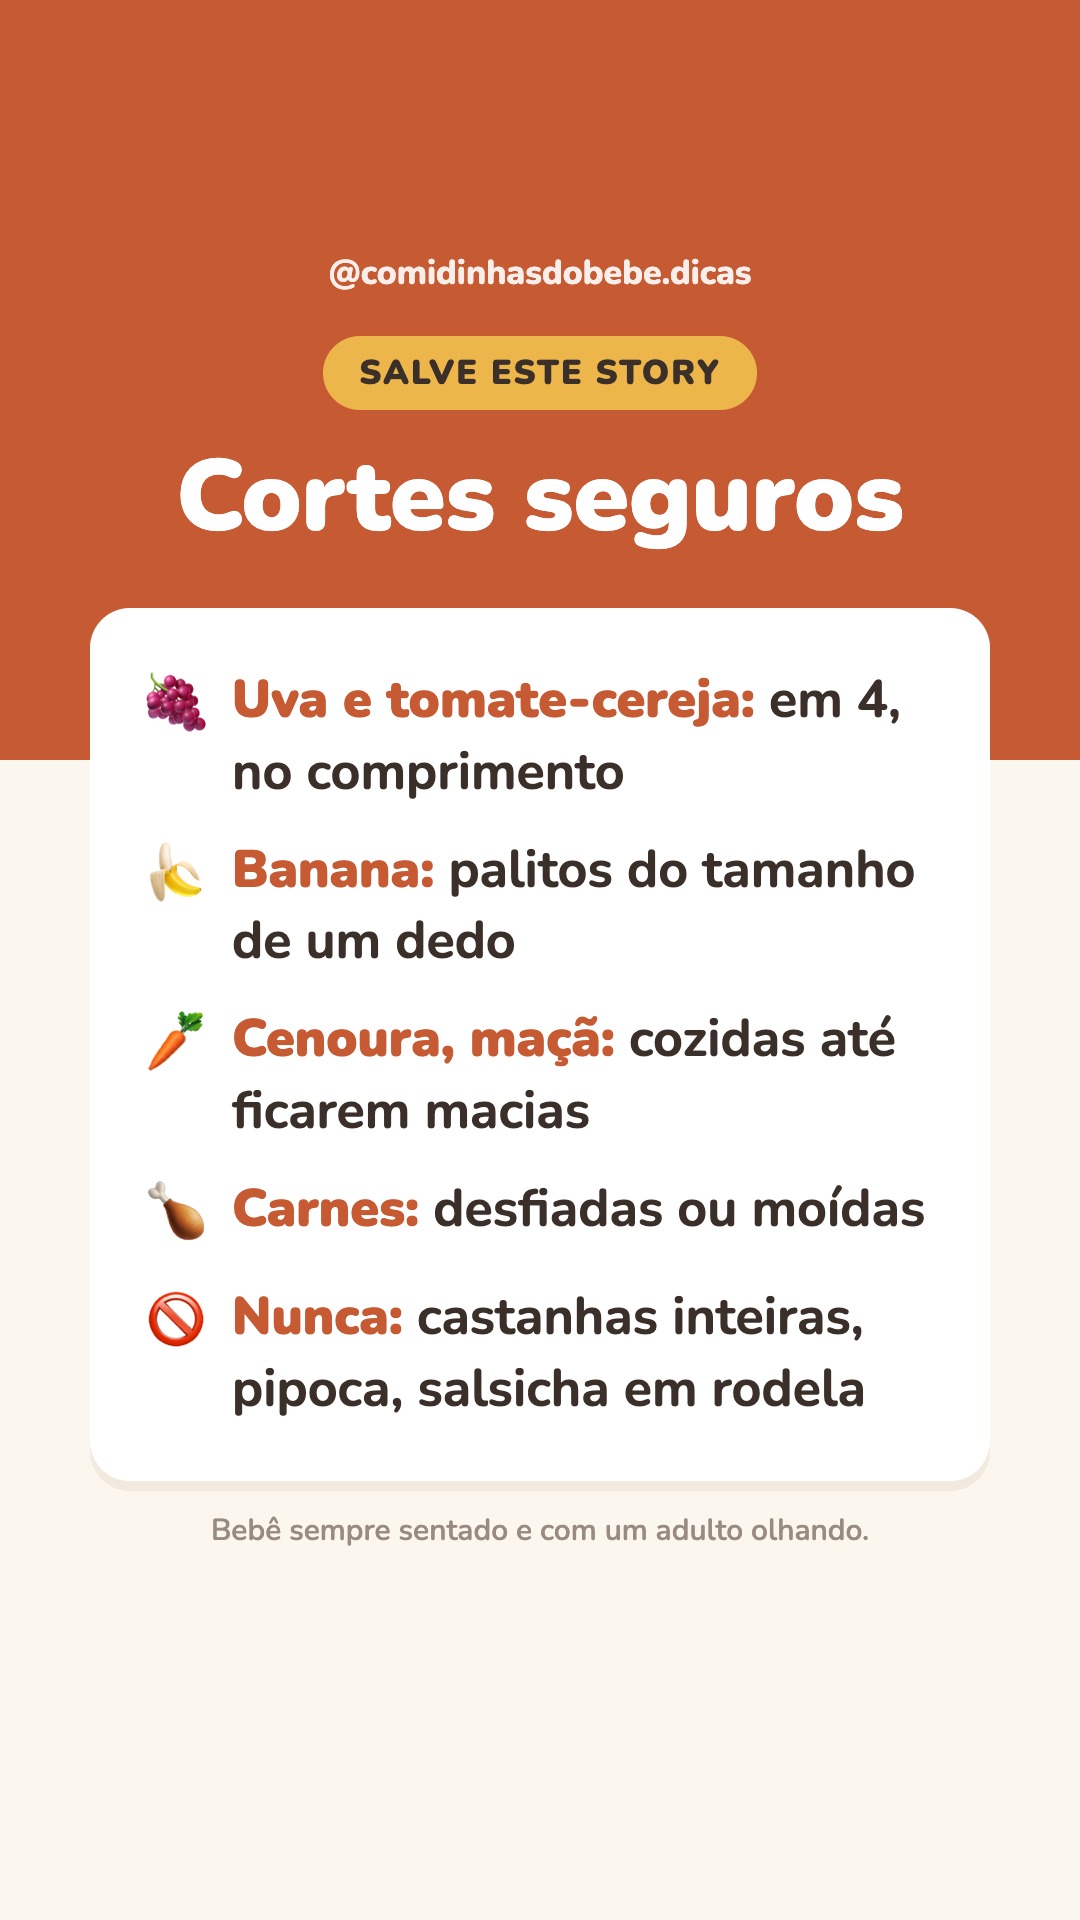 @comidinhasdobebe.dicas
SALVE ESTE STORY
Cortes seguros
Uva e tomate-cereja: em 4,
no comprimento
Banana: palitos do tamanho
de um dedo
Cenoura, maçã: cozidas até
ficarem macias
Carnes: desfiadas ou moídas
Nunca: castanhas inteiras,
pipoca, salsicha em rodela
Bebê sempre sentado e com um adulto olhando.